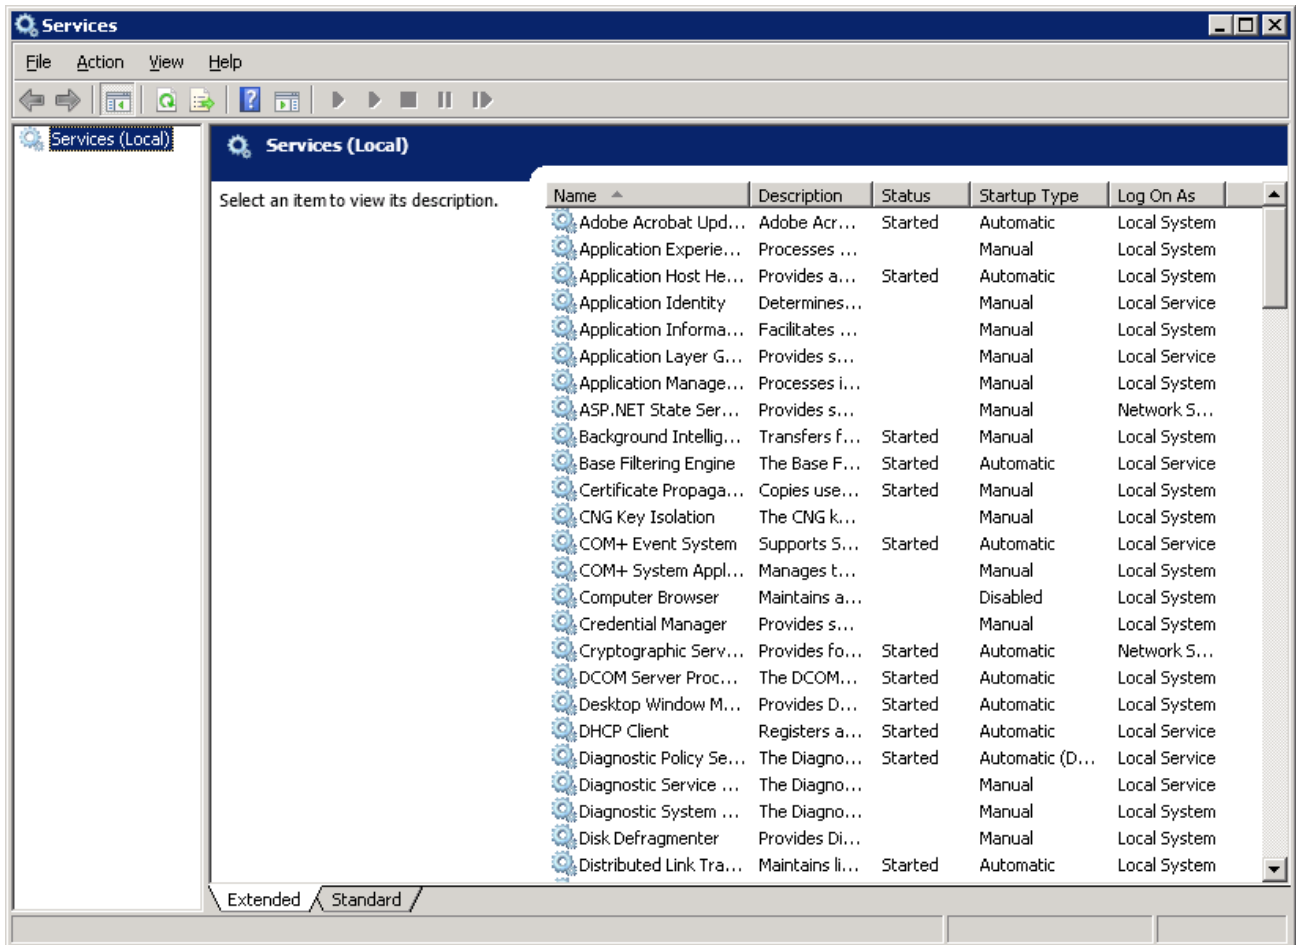 Services
File Action View Help
Services (Local)
Services (Local)
Select an item to view its description.
Name Description Status Startup Type Log On As
Adobe Acrobat Upd... Adobe Acr... Started Automatic Local System
Application Experie... Processes ... Manual Local System
Application Host He... Provides a... Started Automatic Local System
Application Identity Determines... Manual Local Service
Application Informa... Facilitates ... Manual Local System
Application Layer G... Provides s... Manual Local Service
Application Manage... Processes i... Manual Local System
ASP.NET State Ser... Provides s... Manual Network S...
Background Intellig... Transfers f... Started Manual Local System
Base Filtering Engine The Base F... Started Automatic Local Service
Certificate Propaga... Copies use... Started Manual Local System
CNG Key Isolation The CNG k... Manual Local System
COM+ Event System Supports S... Started Automatic Local Service
COM+ System Appl... Manages t... Manual Local System
Computer Browser Maintains a... Disabled Local System
Credential Manager Provides s... Manual Local System
Cryptographic Serv... Provides fo... Started Automatic Network S...
DCOM Server Proc... The DCOM... Started Automatic Local System
Desktop Window M... Provides D... Started Automatic Local System
DHCP Client Registers a... Started Automatic Local Service
Diagnostic Policy Se... The Diagno... Started Automatic (D... Local Service
Diagnostic Service ... The Diagno... Manual Local Service
Diagnostic System ... The Diagno... Manual Local System
Disk Defragmenter Provides Di... Manual Local System
Distributed Link Tra... Maintains li... Started Automatic Local System
Extended Standard